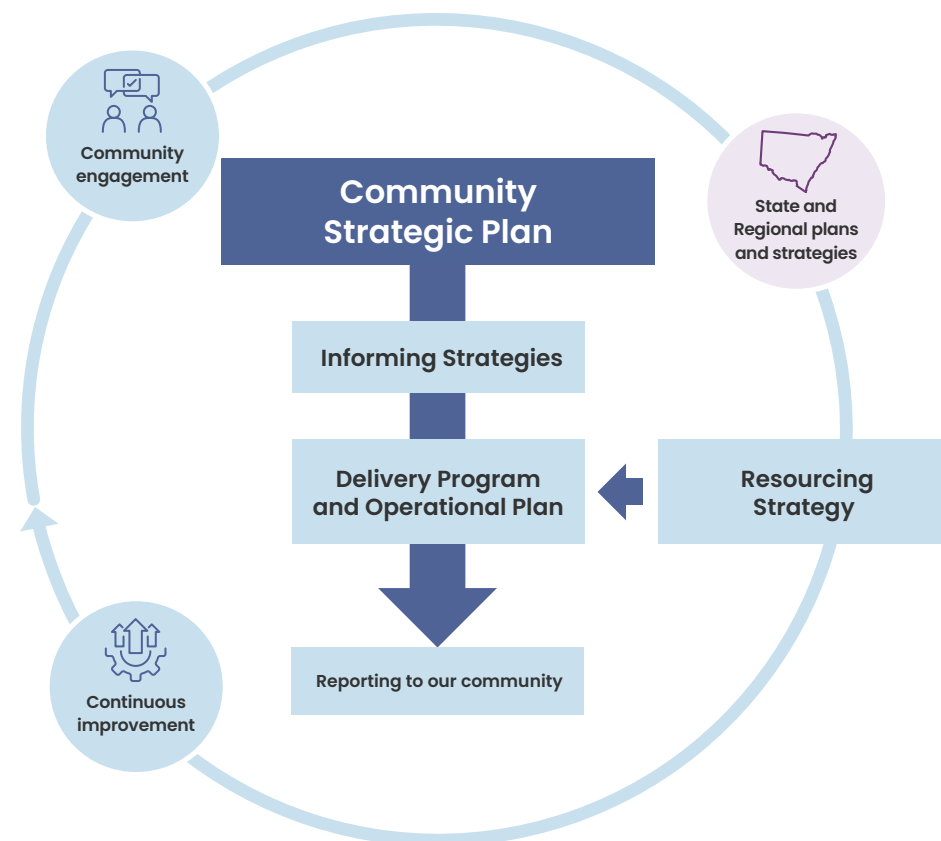 Community
engagement
Community
Strategic Plan
State and
Regional plans
and strategies
Informing Strategies
Delivery Program
and Operational Plan
Resourcing
Strategy
Reporting to our community
Continuous
improvement